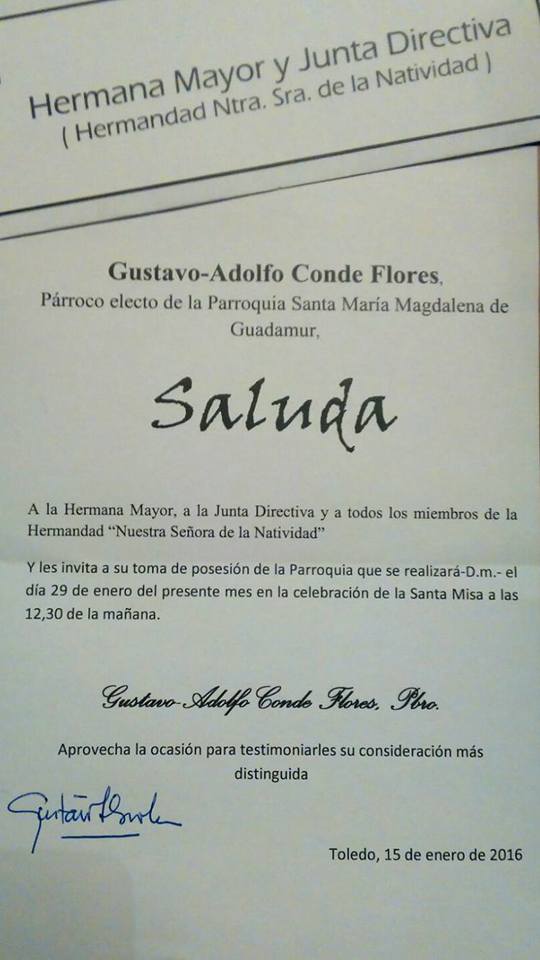 Hermana Mayor y Junta Directiva
( Hermandad Ntra. Sra. de la Natividad )
Gustavo-Adolfo Conde Flores,
Párroco electo de la Parroquia Santa María Magdalena de
Guadamur,
Saluda
A la Hermana Mayor, a la Junta Directiva y a todos los miembros de la
Hermandad “Nuestra Señora de la Natividad”
Y les invita a su toma de posesión de la Parroquia que se realizará-D.m.- el
día 29 de enero del presente mes en la celebración de la Santa Misa a las
12,30 de la mañana.
Gustavo-Adolfo Conde Flores, Pbro.
Aprovecha la ocasión para testimoniarles su consideración más
distinguida
Toledo, 15 de enero de 2016